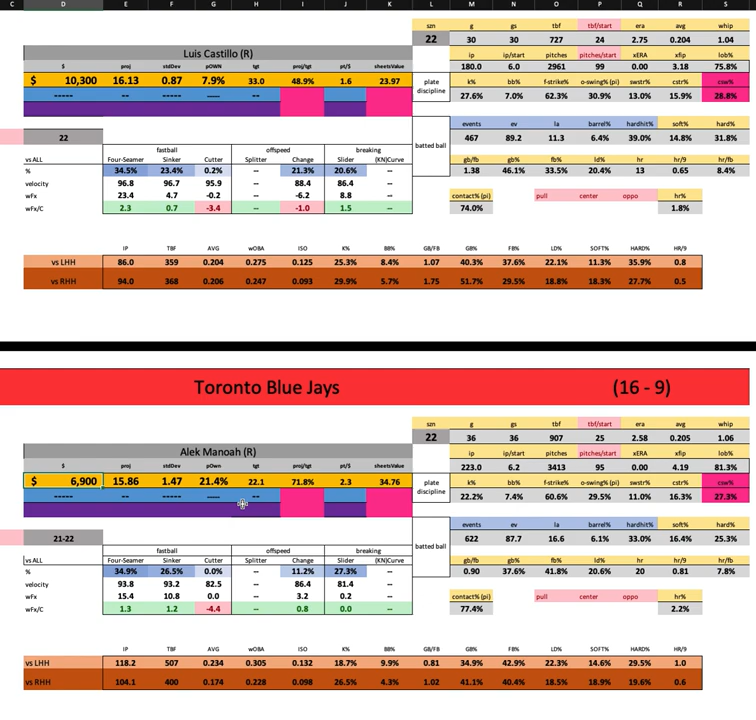 C D E F G H I J K L M N O P Q R S
szn g gs tbf tbf/start era avg whip
22 30 30 727 24 2.75 0.204 1.04
Luis Castillo (R)
ip ip/start pitches pitches/start xERA xfip lob%
180.0 6.0 2961 99 0.00 3.18 75.8%
$ proj stdDev pOWN tgt proj/tgt pt/$ sheetsValue
$ 10,300 16.13 0.87 7.9% 33.0 48.9% 1.6 23.97
plate discipline
k% bb% f-strike% o-swing% (pi) swstr% cstr% csw%
27.6% 7.0% 62.3% 30.9% 13.0% 15.9% 28.8%
----- -- ----- — --
events ev la barrel% hardhit% soft% hard%
467 89.2 11.3 6.4% 39.0% 14.8% 31.8%
22
batted ball
fastball offspeed breaking
vsALL Four-Seamer Sinker Cutter Splitter Change Slider (KN)Curve
gb/fb gb% fb% ld% hr hr/9 hr/fb
1.38 46.1% 33.5% 20.4% 13 0.65 8.4%
% 34.5% 23.4% 0.2% -- 21.3% 20.6% --
velocity 96.8 96.7 95.9 -- 88.4 86.4 --
wFx 23.4 4.7 -0.2 -- -6.2 8.8 --
wFx/C 2.3 0.7 -3.4 -- -1.0 1.5 --
contact% (pi) pull center oppo hr%
74.0% 1.8%
IP TBF AVG wOBA ISO K% BB% GB/FB GB% FB% LD% SOFT% HARD% HR/9
vs LHH 86.0 359 0.204 0.275 0.125 25.3% 8.4% 1.07 40.3% 37.6% 22.1% 11.3% 35.9% 0.8
vs RHH 94.0 368 0.206 0.247 0.093 29.9% 5.7% 1.75 51.7% 29.5% 18.8% 18.3% 27.7% 0.5
Toronto Blue Jays (16 - 9)
szn g gs tbf tbf/start era avg whip
22 36 36 907 25 2.58 0.205 1.06
Alek Manoah (R)
ip ip/start pitches pitches/start xERA xfip lob%
223.0 6.2 3413 95 0.00 4.19 81.3%
$ proj stdDev pOwn tgt proj/tgt pt/$ sheetsValue
$ 6,900 15.86 1.47 21.4% 22.1 71.8% 2.3 34.76
plate discipline
k% bb% f-strike% o-swing% (pi) swstr% cstr% csw%
22.2% 7.4% 60.6% 29.5% 11.0% 16.3% 27.3%
----- -- ----- — --
events ev la barrel% hardhit% soft% hard%
622 87.7 16.6 6.1% 33.0% 16.4% 25.3%
21-22
batted ball
fastball offspeed breaking
vsALL Four-Seamer Sinker Cutter Splitter Change Slider (KN)Curve
gb/fb gb% fb% ld% hr hr/9 hr/fb
0.90 37.6% 41.8% 20.6% 20 0.81 7.8%
% 34.9% 26.5% 0.0% -- 11.2% 27.3% --
velocity 93.8 93.2 82.5 -- 86.4 81.4 --
wFx 15.4 10.8 0.0 -- 3.2 0.2 --
wFx/C 1.3 1.2 -4.4 -- 0.8 0.0 --
contact% (pi) pull center oppo hr%
77.4% 2.2%
IP TBF AVG wOBA ISO K% BB% GB/FB GB% FB% LD% SOFT% HARD% HR/9
vs LHH 118.2 507 0.234 0.305 0.132 18.7% 9.9% 0.81 34.9% 42.9% 22.3% 14.6% 29.5% 1.0
vs RHH 104.1 400 0.174 0.228 0.098 26.5% 4.3% 1.02 41.1% 40.4% 18.5% 18.9% 19.6% 0.6